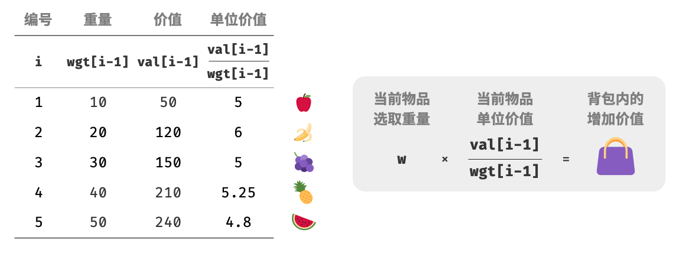 编号 重量 价值 单位价值
i wgt[i-1] val[i-1] val[i-1]
wgt[i-1]
1 10 50 5
2 20 120 6
3 30 150 5
4 40 210 5.25
5 50 240 4.8
当前物品 当前物品 背包内的
选取重量 单位价值 增加价值
w × val[i-1] =
wgt[i-1]